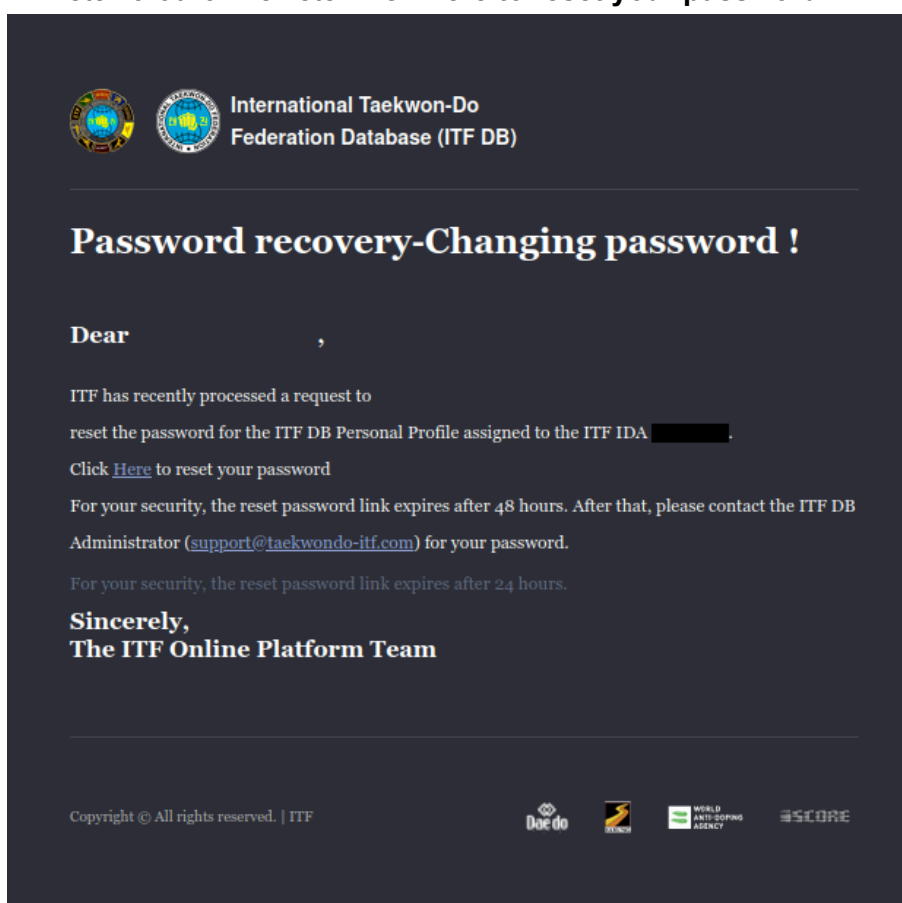 International Taekwon-Do
Federation Database (ITF DB)
Password recovery-Changing password !
Dear ,
ITF has recently processed a request to
reset the password for the ITF DB Personal Profile assigned to the ITF IDA .
Click Here to reset your password
For your security, the reset password link expires after 48 hours. After that, please contact the ITF DB
Administrator (support@taekwondo-itf.com) for your password.
For your security, the reset password link expires after 24 hours.
Sincerely,
The ITF Online Platform Team
Copyright © All rights reserved. | ITF
Daedo
WORLD
ANTI-DOPING
AGENCY